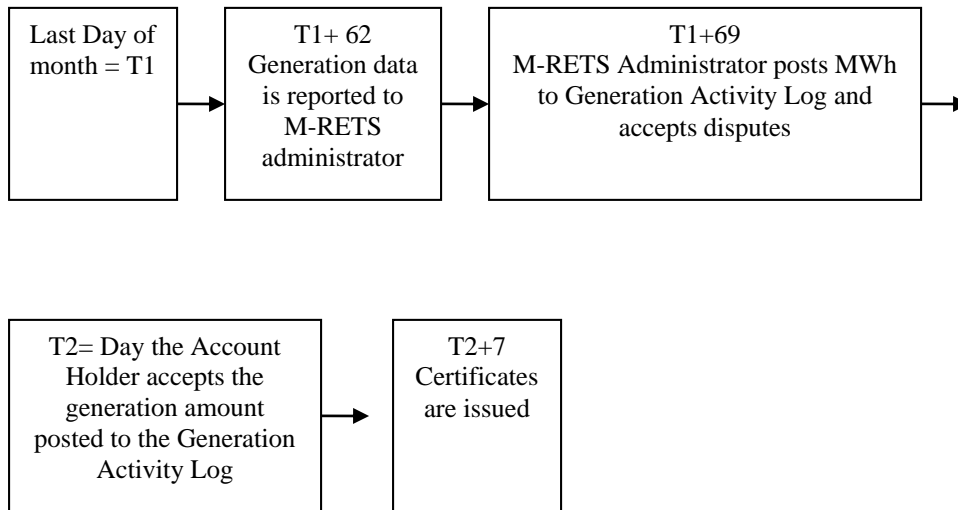 Last Day of
month = T1
T1+ 62
Generation data
is reported to
M-RETS
administrator
T1+69
M-RETS Administrator posts MWh
to Generation Activity Log and
accepts disputes
T2= Day the Account
Holder accepts the
generation amount
posted to the Generation
Activity Log
T2+7
Certificates
are issued